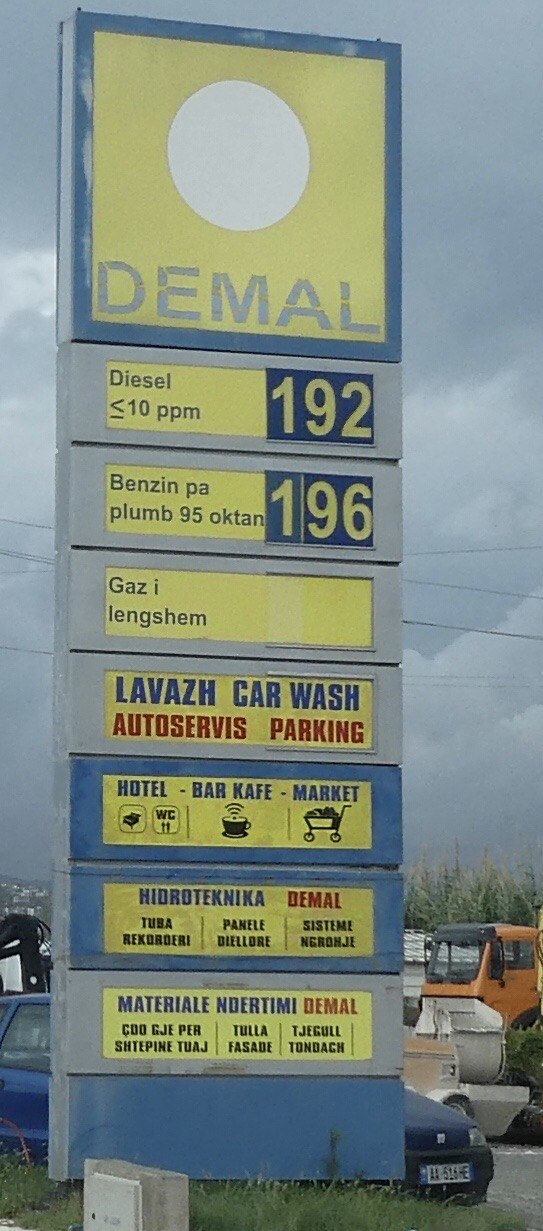 DEMAL
Diesel
≤10 ppm
192
Benzin pa
plumb 95 oktan
196
Gaz i
lengshem
LAVAZH CAR WASH
AUTOSERVIS PARKING
HOTEL - BAR KAFE - MARKET
WC
HIDROTEKNIKA DEMAL
TUBA
REKORDERI
PANELE
DIELLORE
SISTEME
NGROHJE
MATERIALE NDERTIMI DEMAL
ÇDO GJE PER
SHTEPINE TUAJ
TULLA
FASADE
TJEGULL
TONDACH
AA 616HE